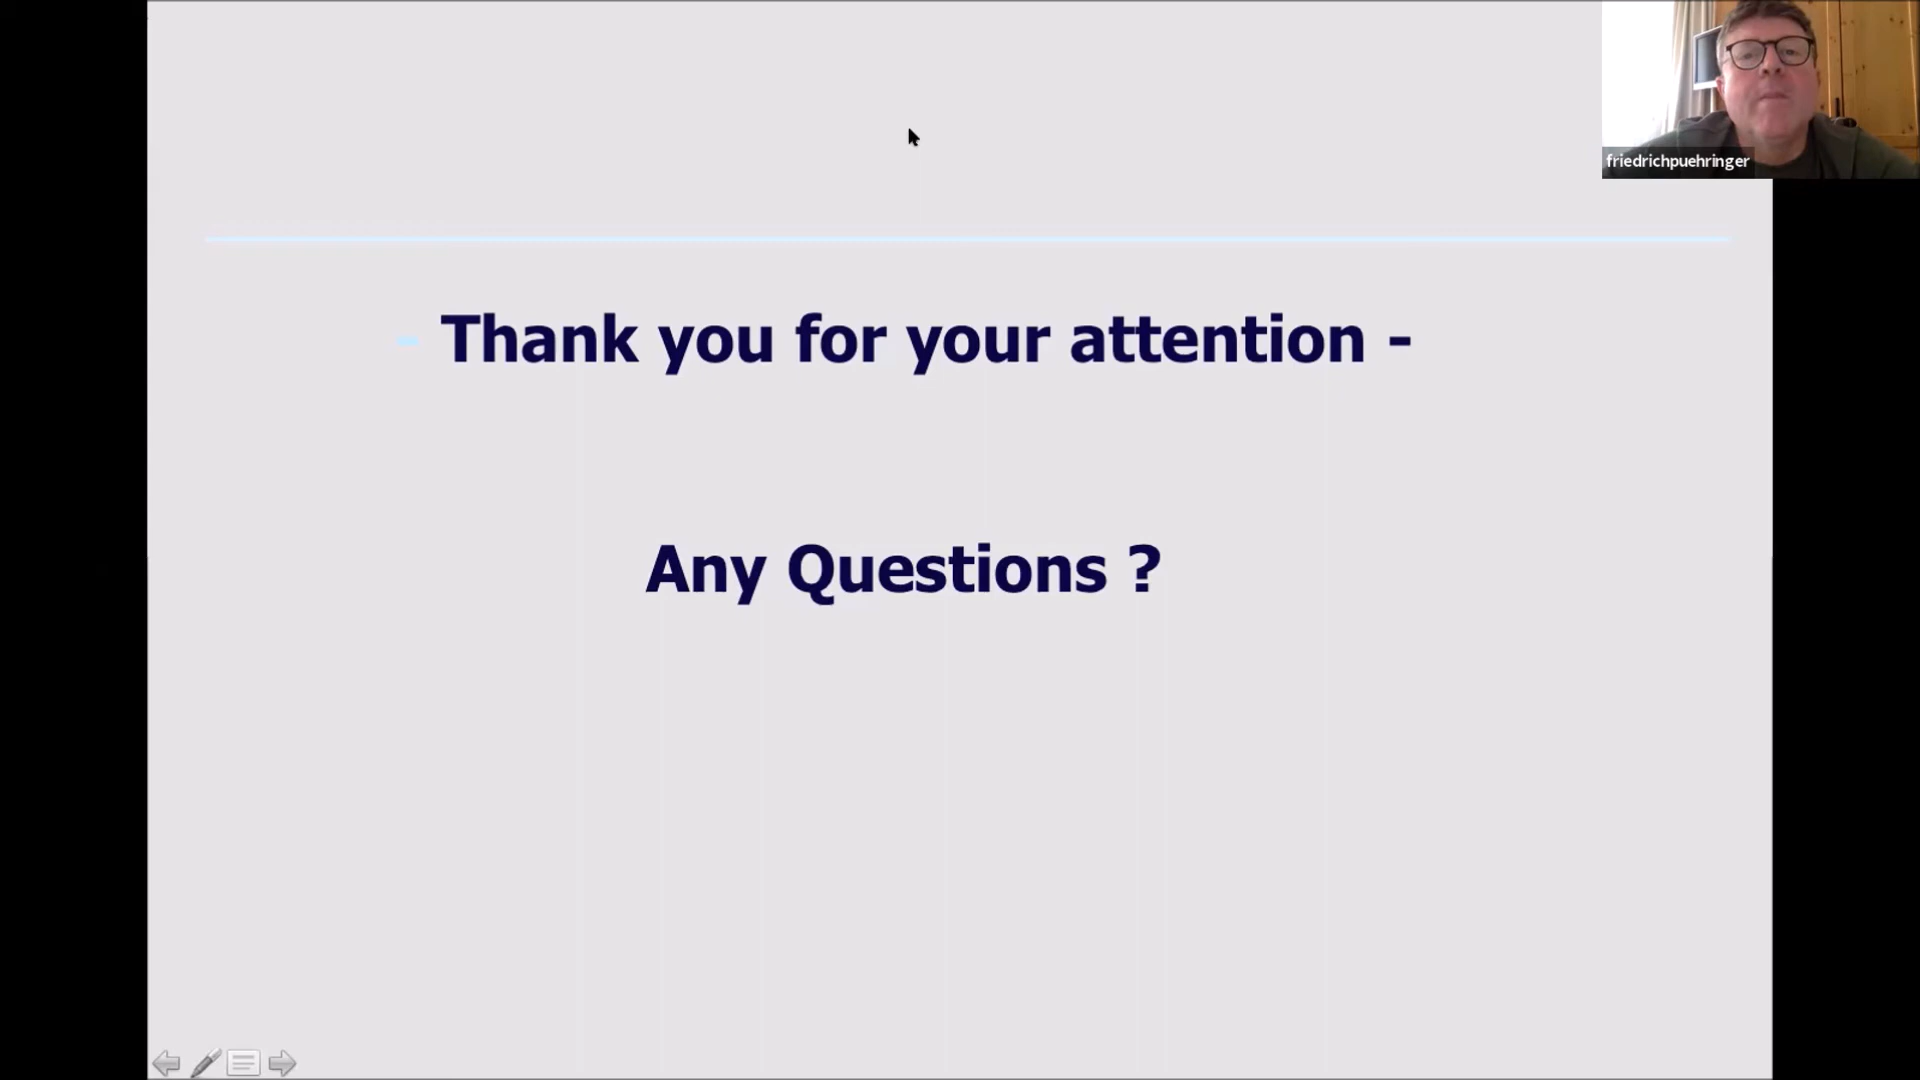 friedrichpuehringer
- Thank you for your attention -
Any Questions ?